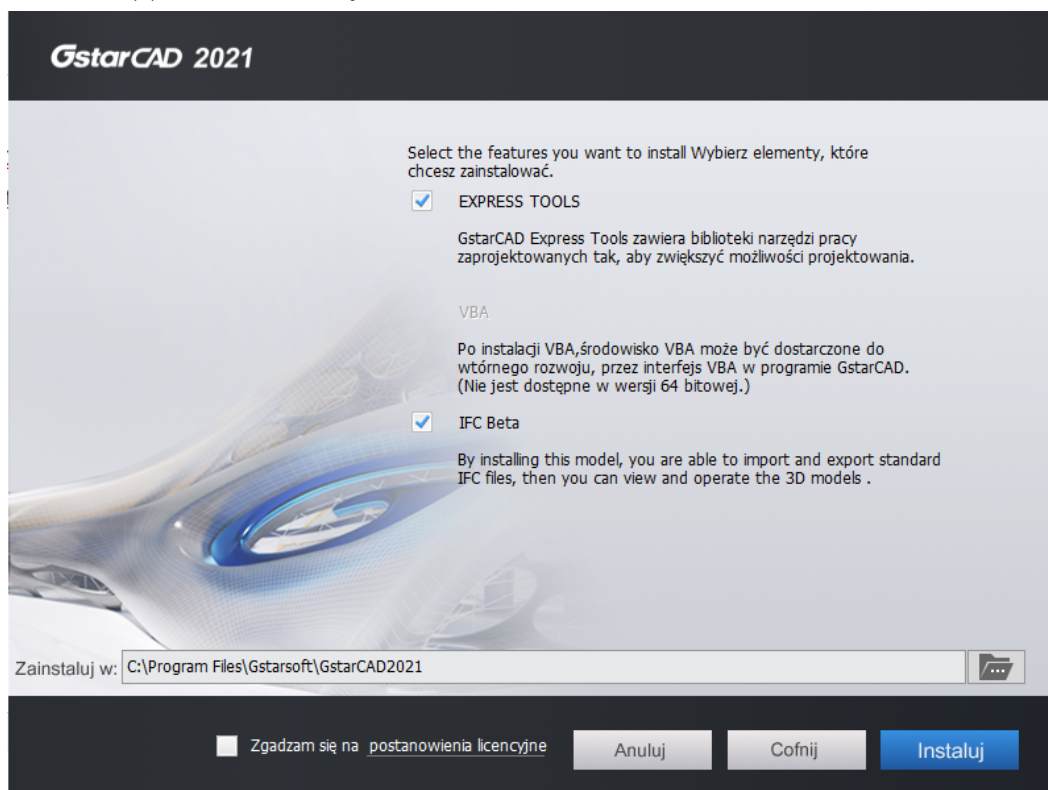 GstarCAD 2021
Select the features you want to install Wybierz elementy, które
chcesz zainstalować.
EXPRESS TOOLS
GstarCAD Express Tools zawiera biblioteki narzędzi pracy
zaprojektowanych tak, aby zwiększyć możliwości projektowania.
VBA
Po instalacji VBA,środowisko VBA może być dostarczone do
wtórnego rozwoju, przez interfejs VBA w programie GstarCAD.
(Nie jest dostępne w wersji 64 bitowej.)
IFC Beta
By installing this model, you are able to import and export standard
IFC files, then you can view and operate the 3D models .
Zainstaluj w: C:\Program Files\Gstarsoft\GstarCAD2021
Zgadzam się na postanowienia licencyjne Anuluj Cofnij Instaluj